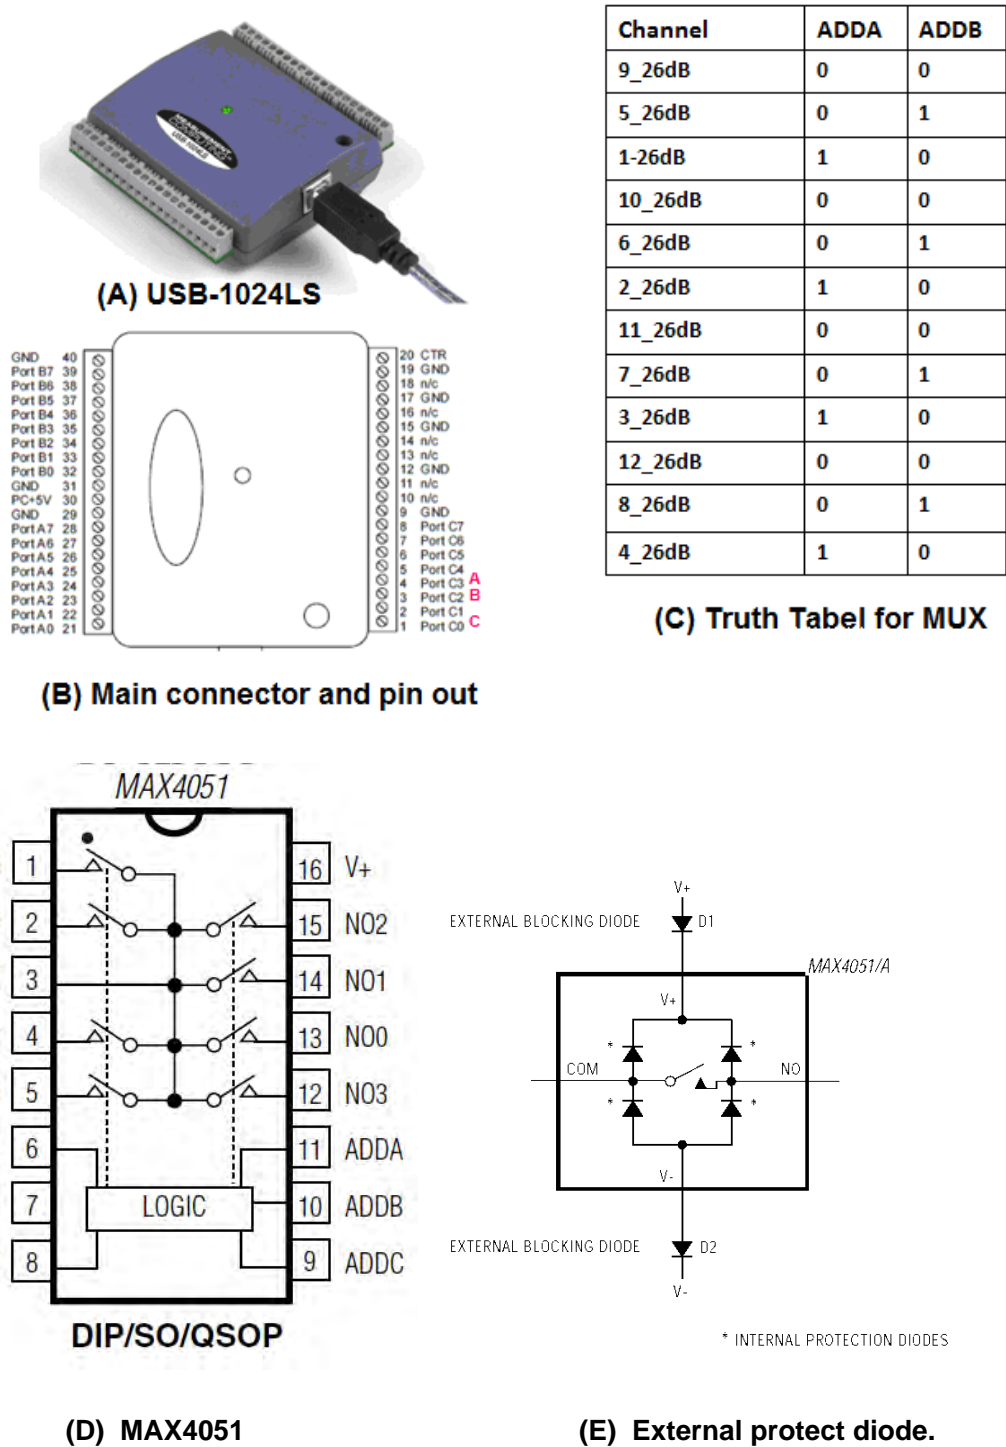 MEASUREMENT
COMPUTING
USB-1024LS
(A) USB-1024LS
GND 40
Port B7 39
Port B6 38
Port B5 37
Port B4 36
Port B3 35
Port B2 34
Port B1 33
Port B0 32
GND 31
PC+5V 30
GND 29
Port A7 28
Port A6 27
Port A5 26
Port A4 25
Port A3 24
Port A2 23
Port A1 22
Port A0 21
20 CTR
19 GND
18 n/c
17 GND
16 n/c
15 GND
14 n/c
13 n/c
12 GND
11 n/c
10 n/c
9 GND
8 Port C7
7 Port C6
6 Port C5
5 Port C4
4 Port C3 A
3 Port C2 B
2 Port C1
1 Port C0 C
(B) Main connector and pin out
Channel ADDA ADDB
9_26dB 0 0
5_26dB 0 1
1-26dB 1 0
10_26dB 0 0
6_26dB 0 1
2_26dB 1 0
11_26dB 0 0
7_26dB 0 1
3_26dB 1 0
12_26dB 0 0
8_26dB 0 1
4_26dB 1 0
(C) Truth Tabel for MUX
MAX4051
1 16 V+
2 15 NO2
3 14 NO1
4 13 NO0
5 12 NO3
6 11 ADDA
7 LOGIC 10 ADDB
8 9 ADDC
DIP/SO/QSOP
(D) MAX4051
V+
EXTERNAL BLOCKING DIODE D1
MAX4051/A
V+
* *
COM NO
* *
V-
EXTERNAL BLOCKING DIODE D2
V-
* INTERNAL PROTECTION DIODES
(E) External protect diode.